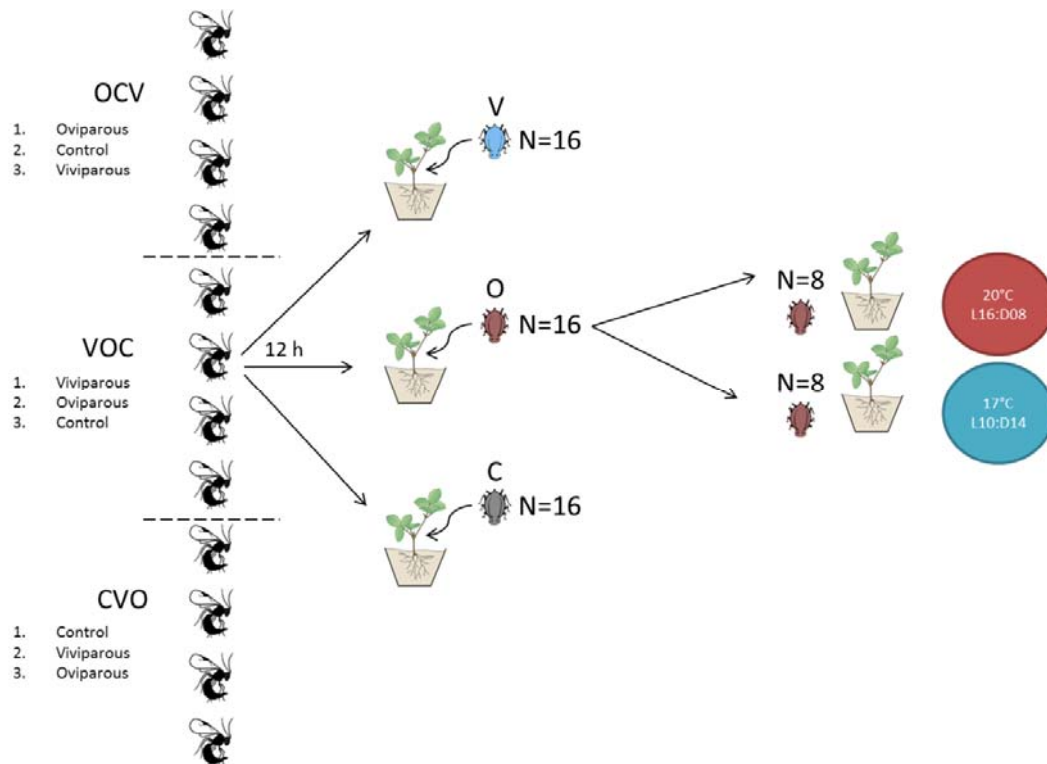 OCV
1. Oviparous
2. Control
3. Viviparous
VOC
1. Viviparous
2. Oviparous
3. Control
CVO
1. Control
2. Viviparous
3. Oviparous
12 h
V
N=16
O
N=16
C
N=16
N=8
20°C
L16:D08
N=8
17°C
L10:D14